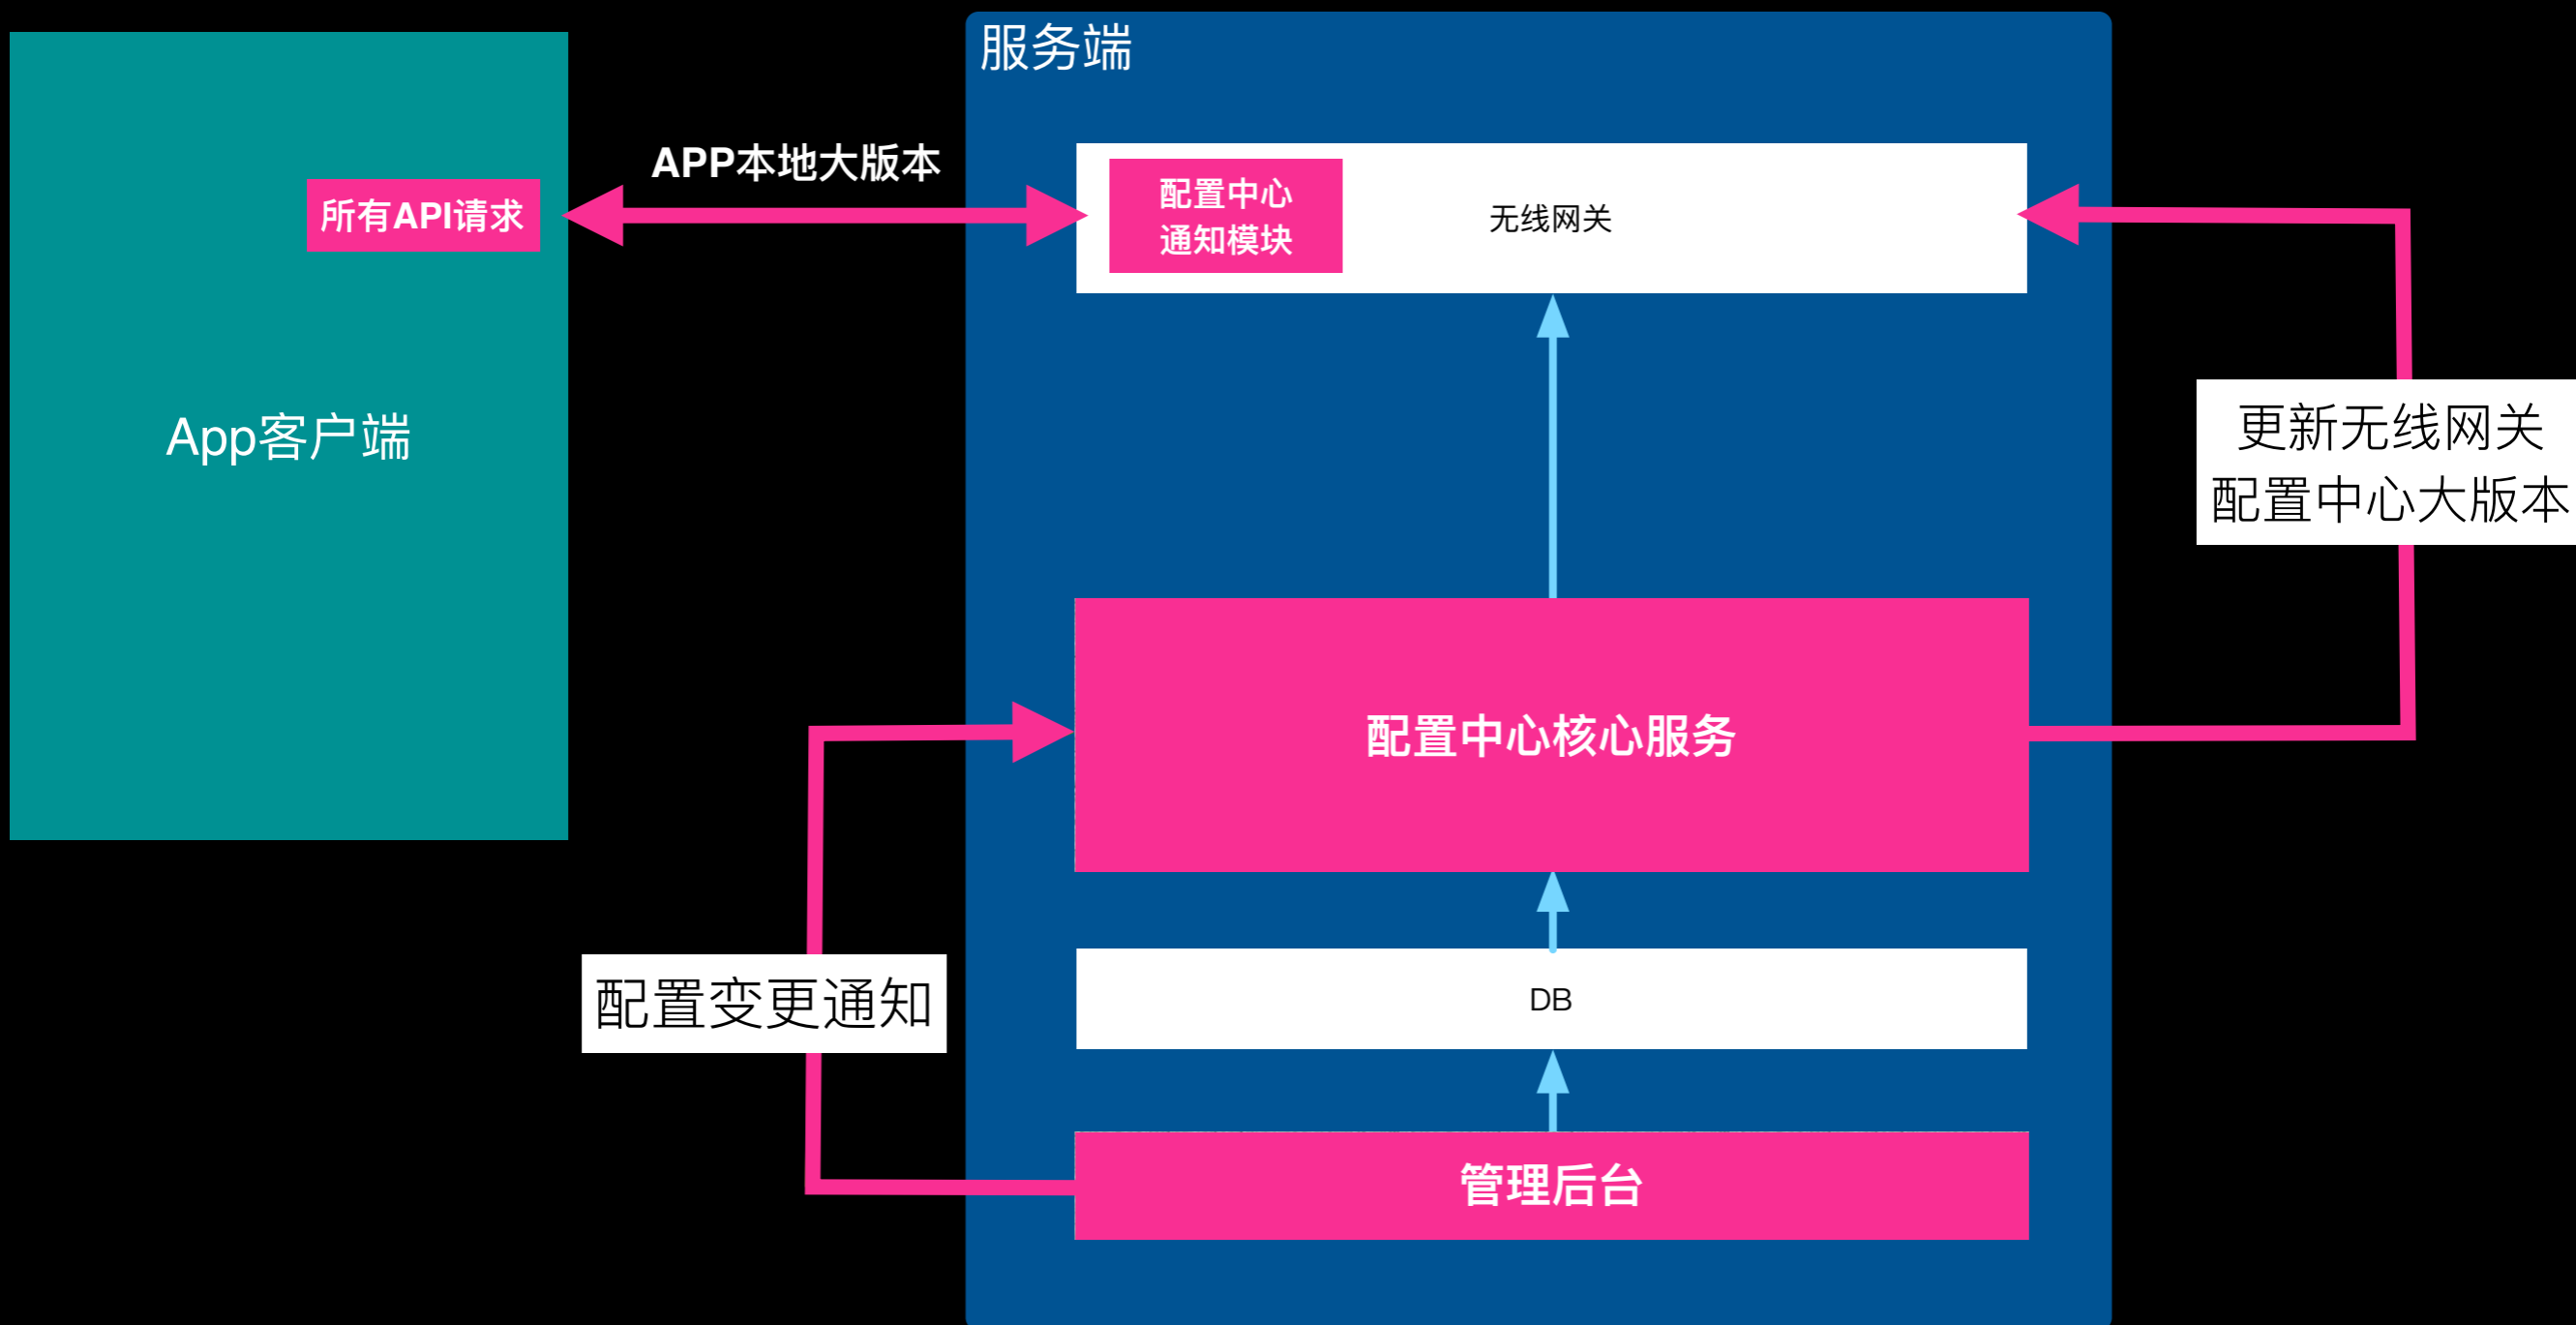 服务端
APP本地大版本
所有API请求
配置中心
通知模块
无线网关
App客户端
更新无线网关
配置中心大版本
配置中心核心服务
配置变更通知
DB
管理后台